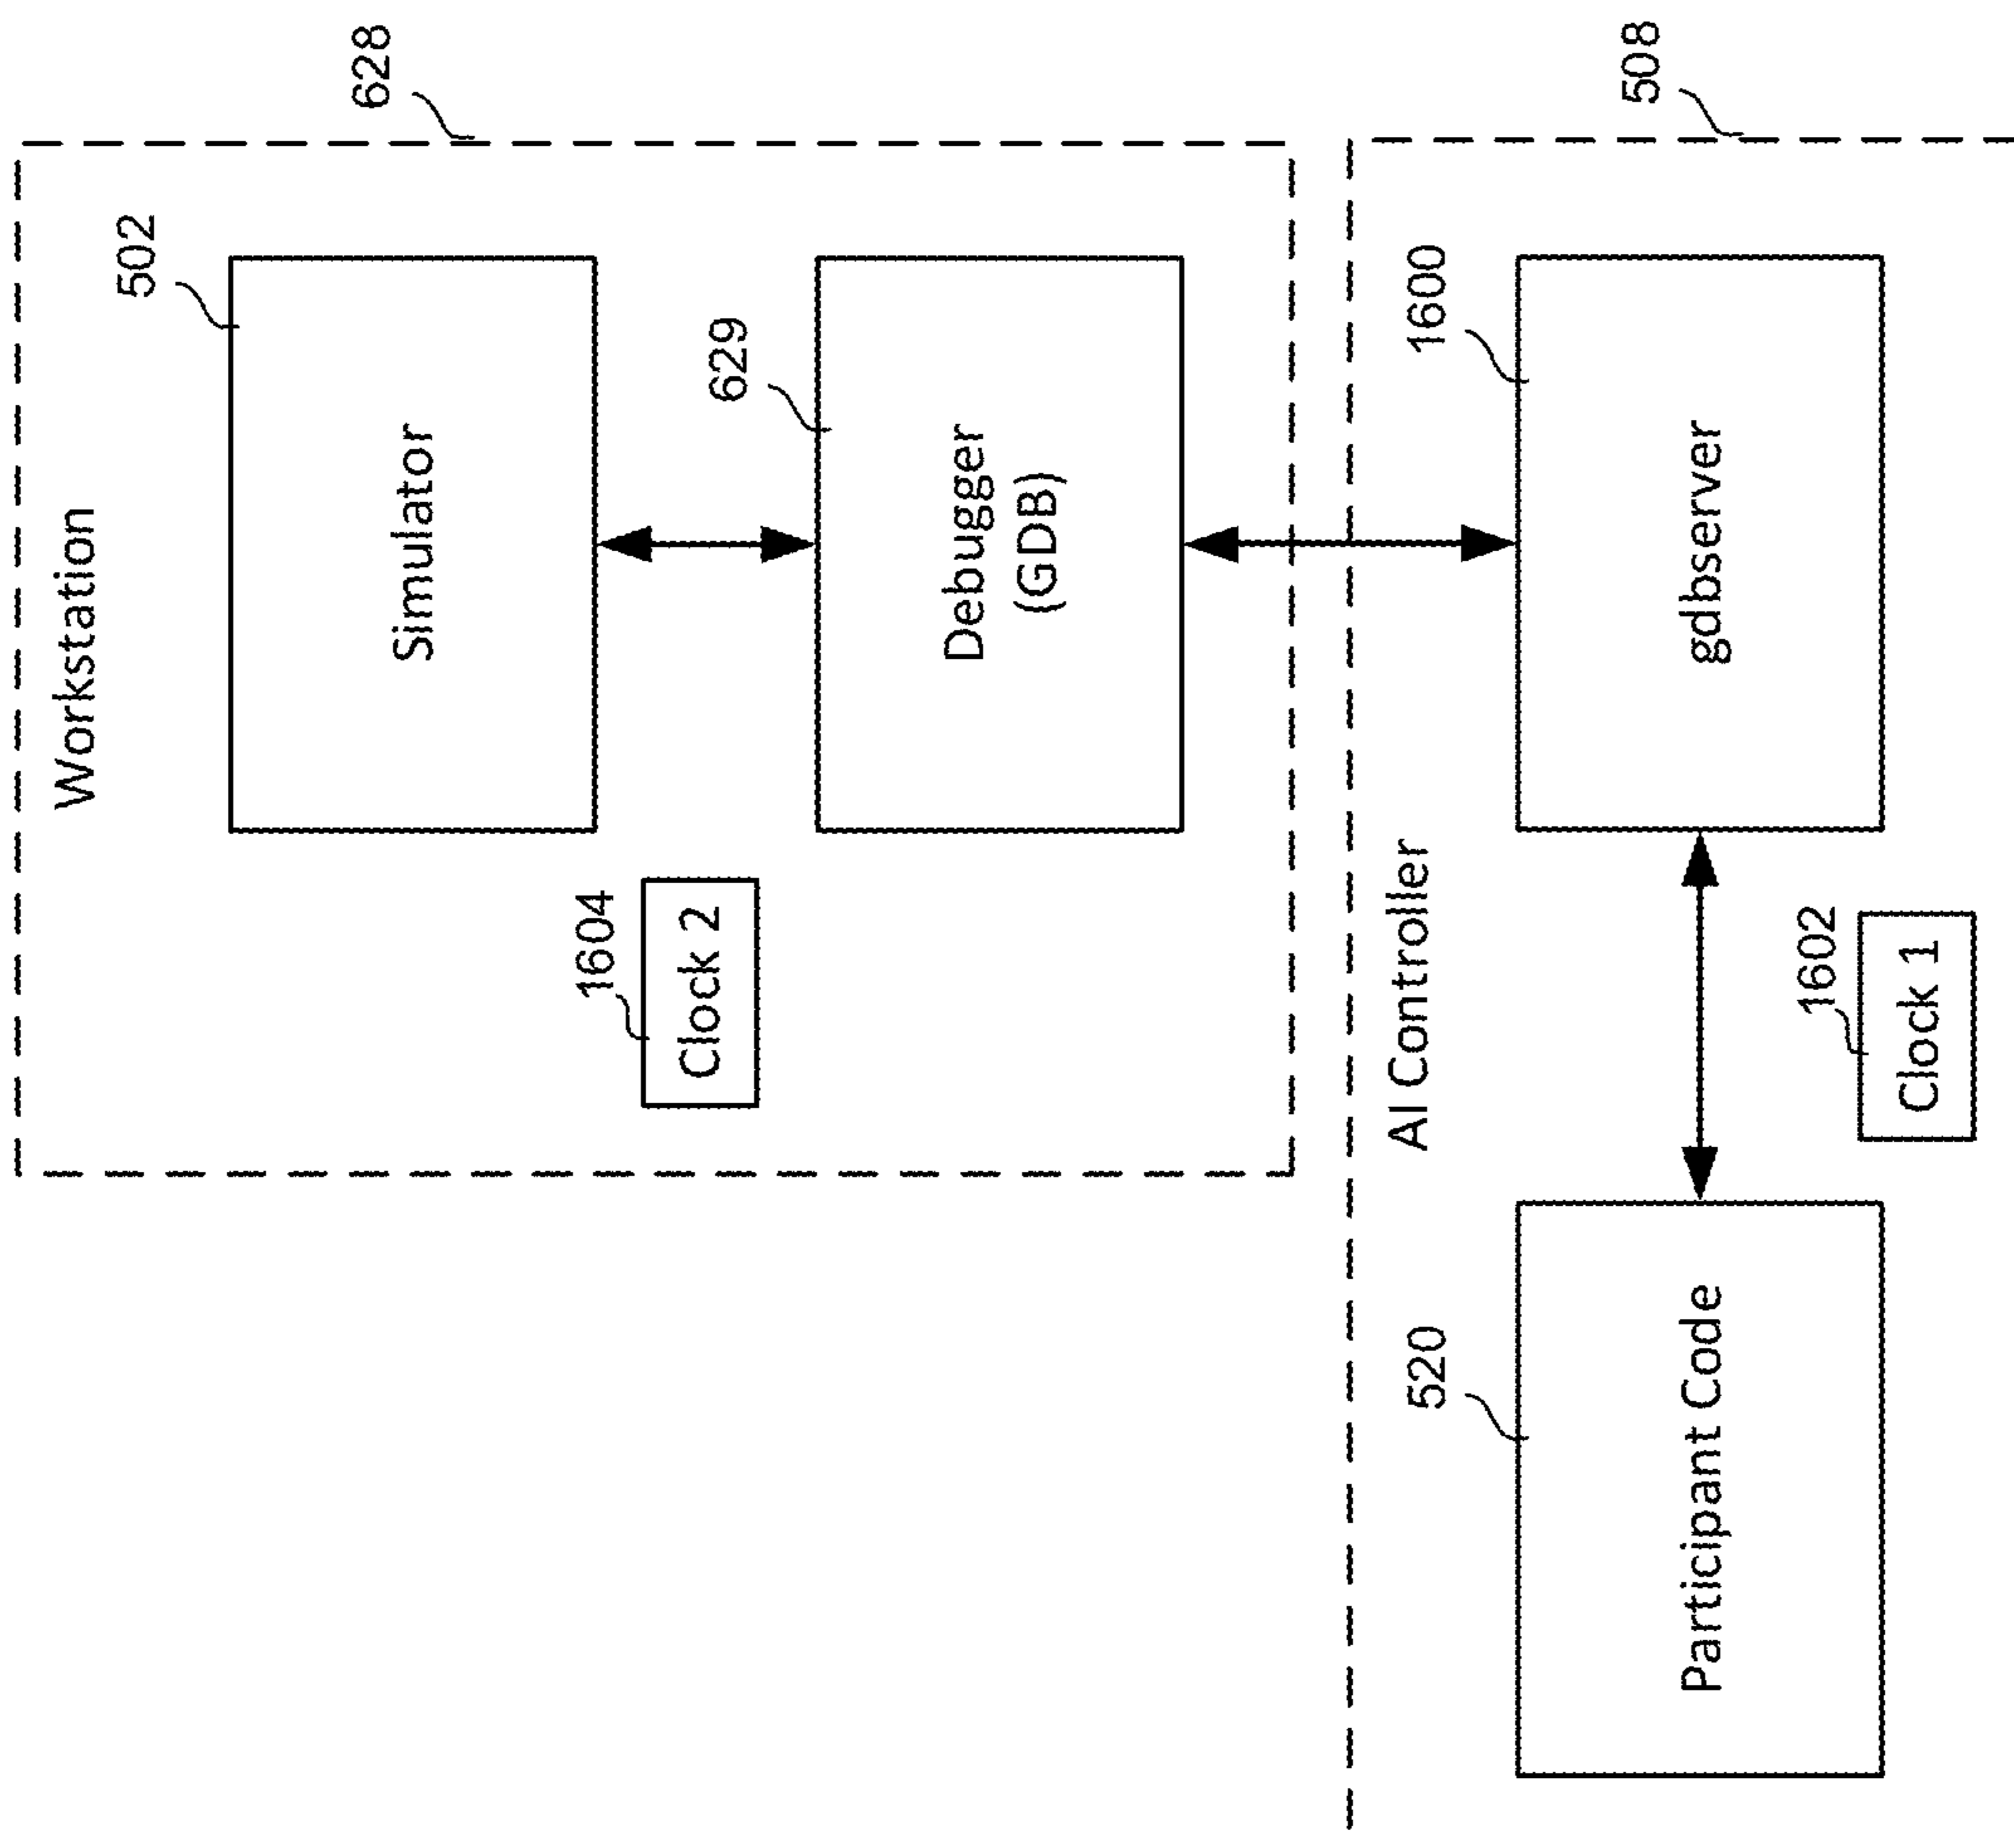 Workstation
628
502
Simulator
1604
Clock 2
629
Debugger
(GDB)
AI Controller
508
520
Participant Code
1600
gdbserver
1602
Clock 1